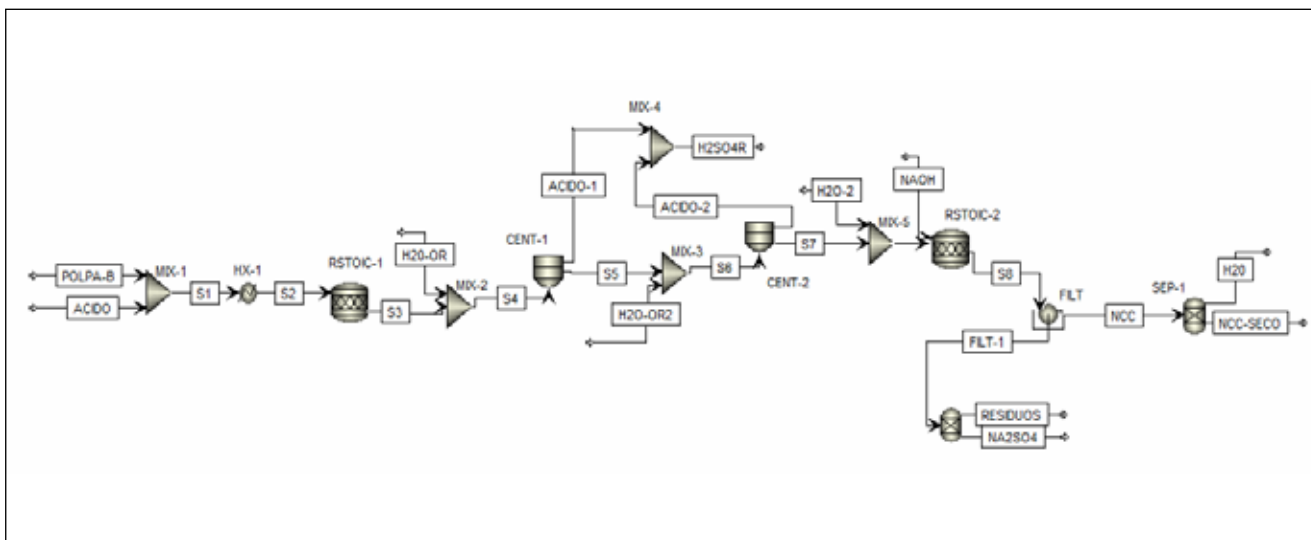 POLPA-B
ACIDO
MIX-1
S1
HX-1
S2
RSTOIC-1
S3
H20-OR
MIX-2
S4
CENT-1
ACIDO-1
MIX-4
H2SO4R
ACIDO-2
S5
MIX-3
H2O-OR2
S6
CENT-2
S7
H2O-2
MIX-5
NAOH
RSTOIC-2
S8
FILT
FILT-1
NCC
SEP-1
H20
NCC-SECO
RESIDUOS
NA2SO4